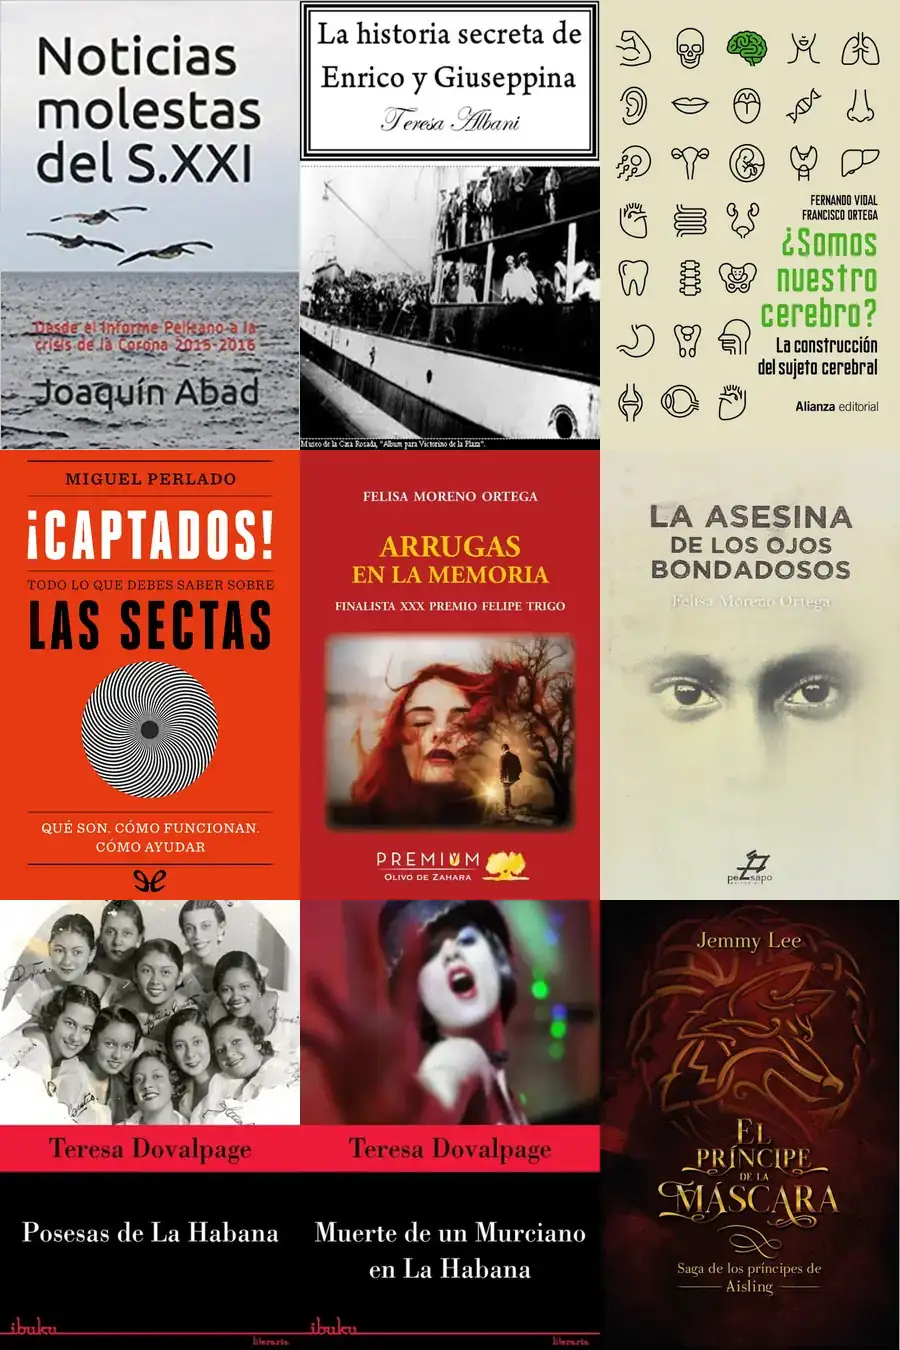 Noticias
molestas
del S.XXI
Desde el Informe Pelicano a la
crisis de la Corona 2015-2016
Joaquín Abad
La historia secreta de
Enrico y Giuseppina
Teresa Albani
Museo de la Casa Rosada, "Album para Victorino de la Plaza".
FERNANDO VIDAL
FRANCISCO ORTEGA
¿Somos
nuestro
cerebro?
La construcción
del sujeto cerebral
Alianza editorial
MIGUEL PERLADO
¡CAPTADOS!
TODO LO QUE DEBES SABER SOBRE
LAS SECTAS
QUÉ SON. CÓMO FUNCIONAN.
CÓMO AYUDAR
FELISA MORENO ORTEGA
ARRUGAS
EN LA MEMORIA
FINALISTA XXX PREMIO FELIPE TRIGO
PREMIUM
OLIVO DE ZAHARA
LA ASESINA
DE LOS OJOS
BONDADOSOS
Felisa Moreno Ortega
peZsapo
Teresa Dovalpage
Posesas de La Habana
ibuku
literaria
Teresa Dovalpage
Muerte de un Murciano
en La Habana
ibuku
literaria
Jemmy Lee
EL
PRÍNCIPE
DE LA
MÁSCARA
Saga de los príncipes de
Aisling